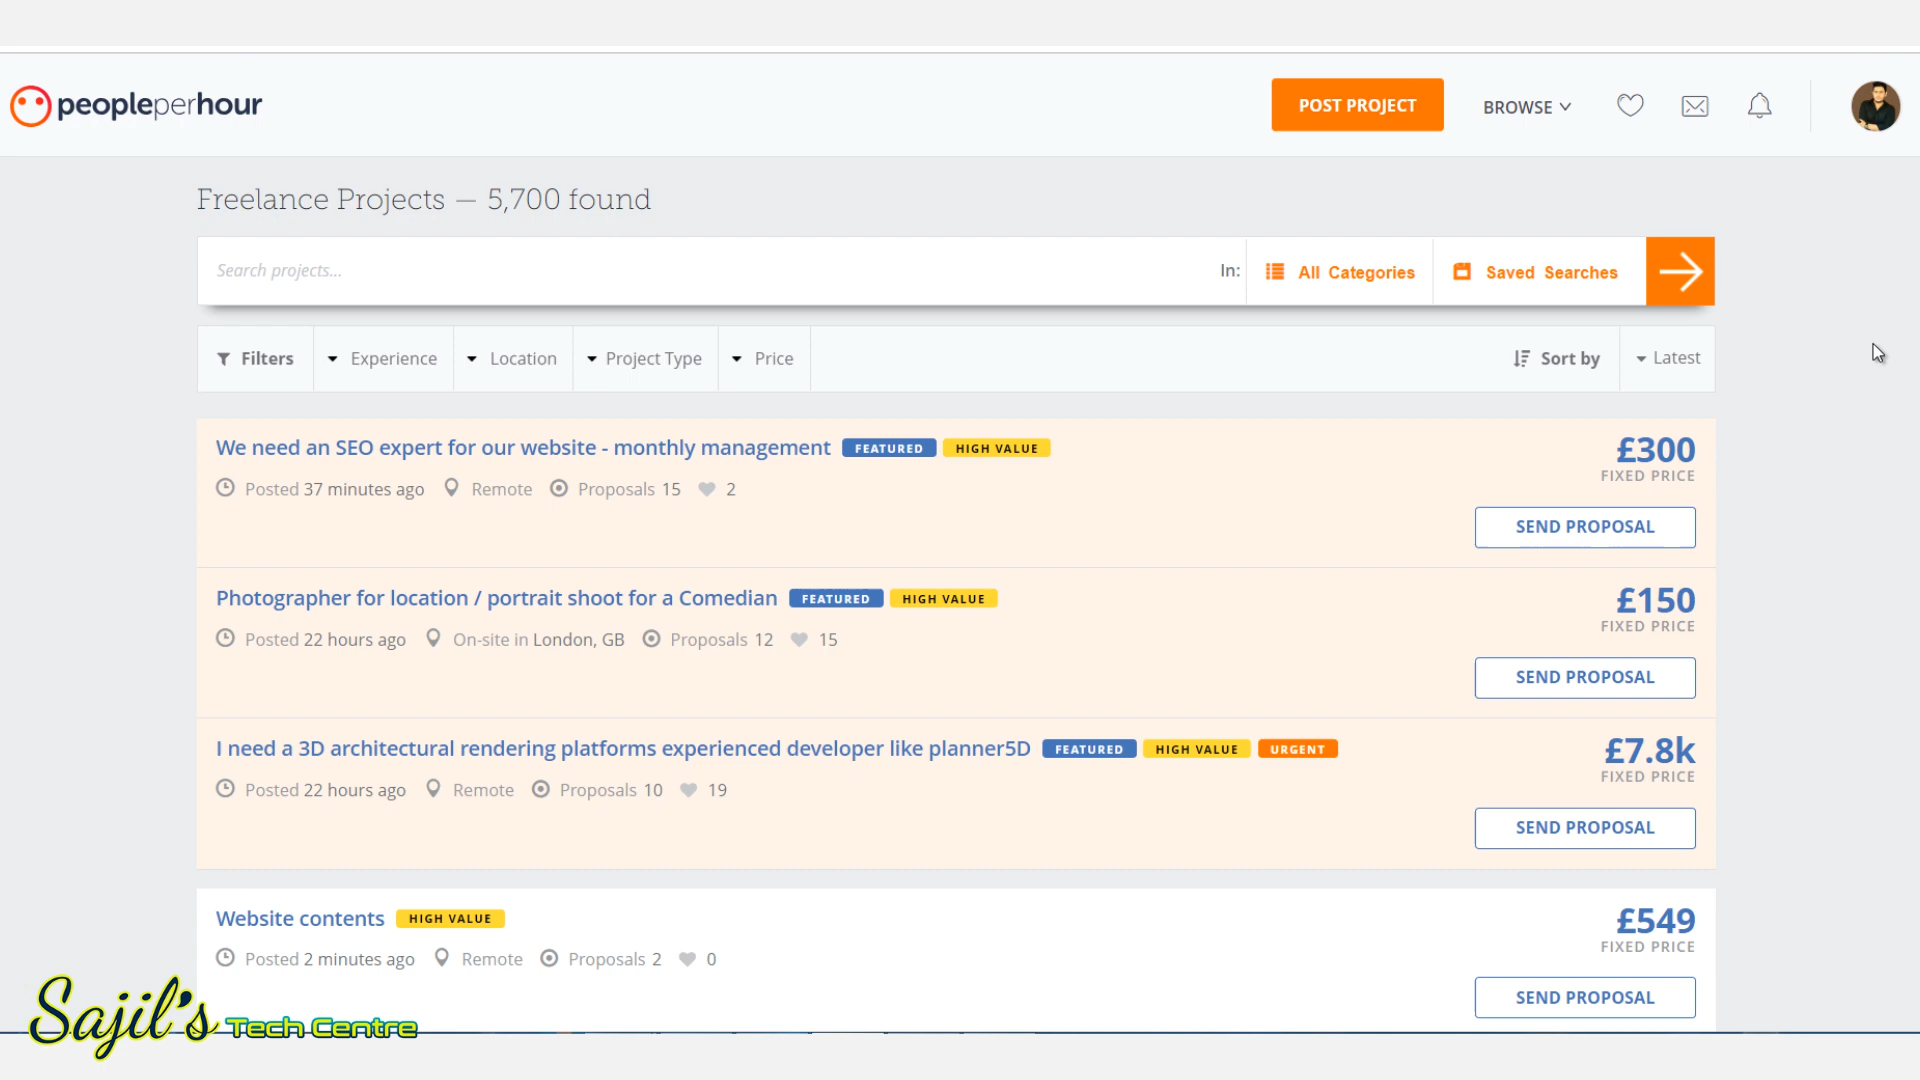 peopleperhour
POST PROJECT
BROWSE
Freelance Projects — 5,700 found
Search projects...
In:
All Categories
Saved Searches
Filters
Experience
Location
Project Type
Price
Sort by
Latest
We need an SEO expert for our website - monthly management FEATURED HIGH VALUE
£300
FIXED PRICE
Posted 37 minutes ago Remote Proposals 15 2
SEND PROPOSAL
Photographer for location / portrait shoot for a Comedian FEATURED HIGH VALUE
£150
FIXED PRICE
Posted 22 hours ago On-site in London, GB Proposals 12 15
SEND PROPOSAL
I need a 3D architectural rendering platforms experienced developer like planner5D FEATURED HIGH VALUE URGENT
£7.8k
FIXED PRICE
Posted 22 hours ago Remote Proposals 10 19
SEND PROPOSAL
Website contents HIGH VALUE
£549
FIXED PRICE
Posted 2 minutes ago Remote Proposals 2 0
SEND PROPOSAL
Sajil's Tech Centre